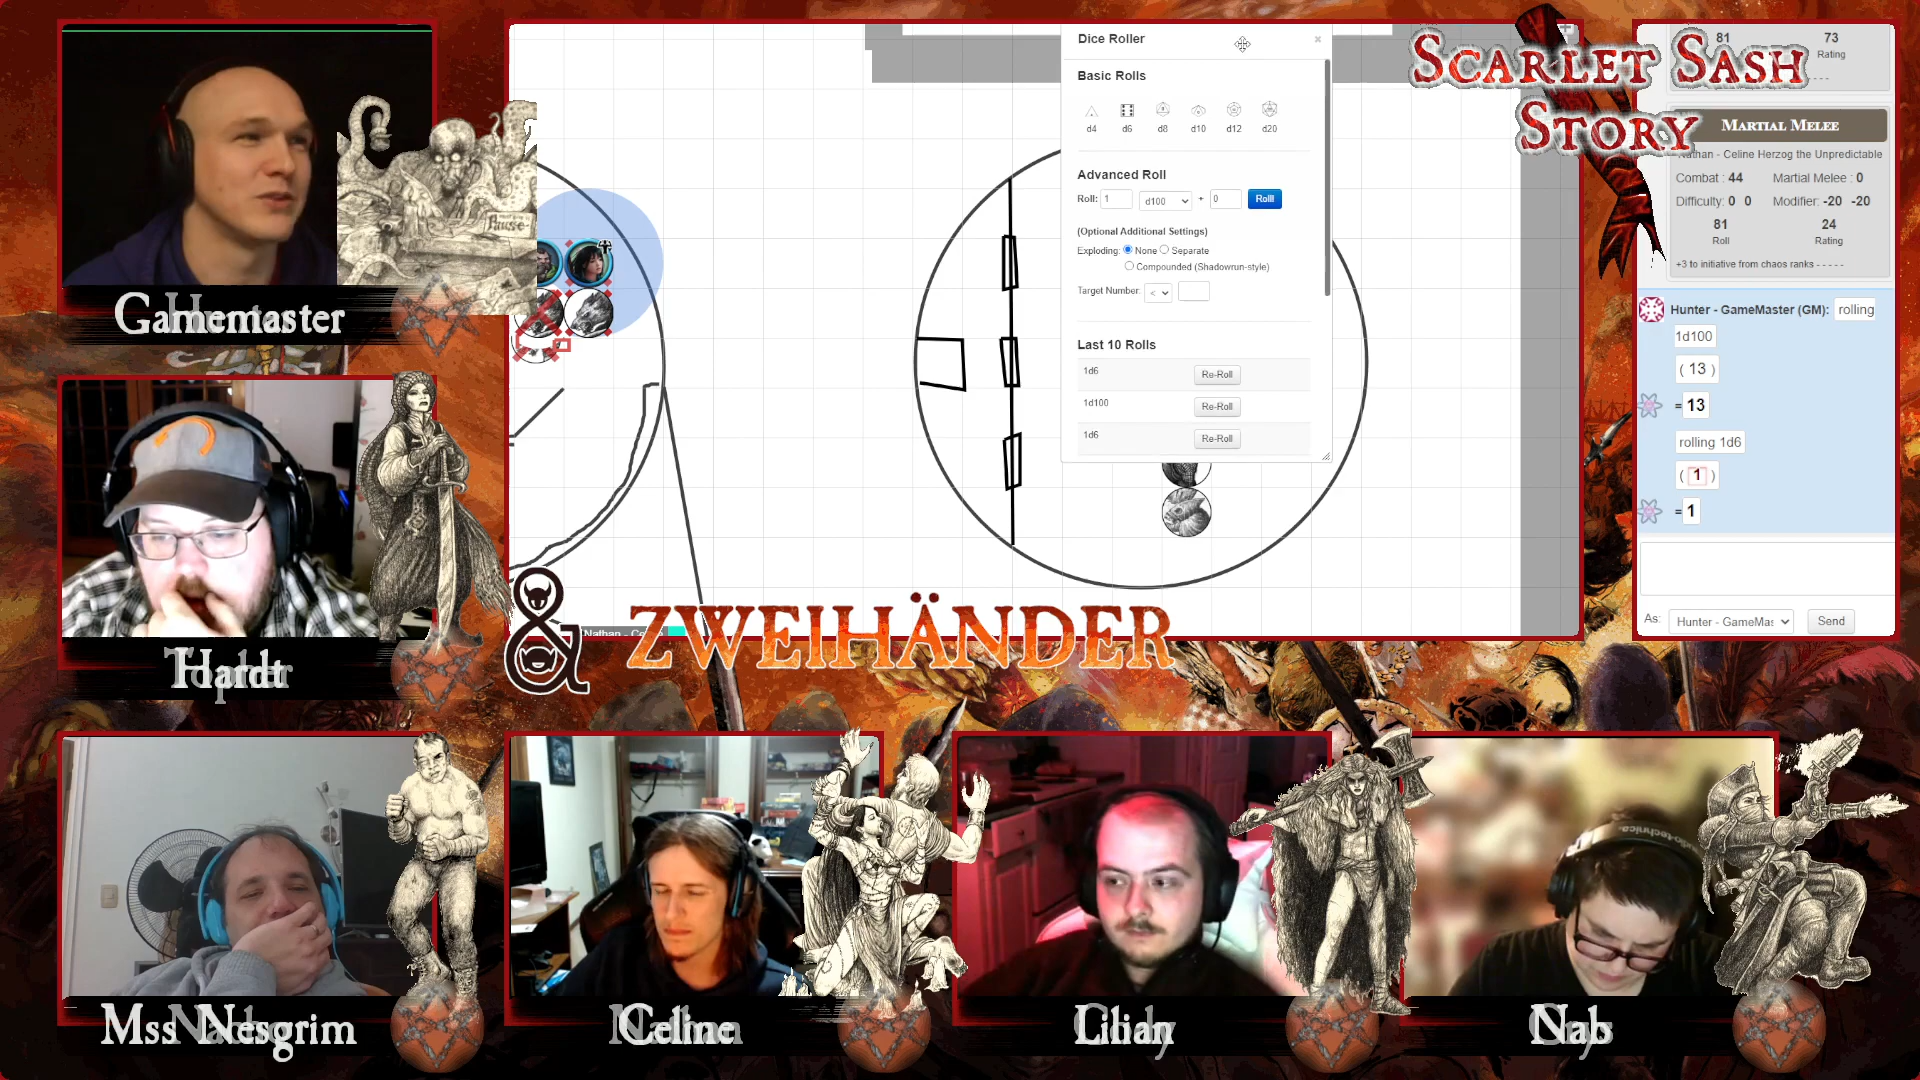 Scarlet Sash
Story
Dice Roller
Basic Rolls
d4 d6 d8 d10 d12 d20
Advanced Roll
Roll: 1 d100 + 0 Roll!
(Optional Additional Settings)
Exploding: None Separate
Compounded (Shadowrun-style)
Target Number: <
Last 10 Rolls
1d6 Re-Roll
1d100 Re-Roll
1d6 Re-Roll
81 73
Rating
Martial Melee
Nathan - Celine Herzog the Unpredictable
Combat : 44 Martial Melee : 0
Difficulty: 0 0 Modifier: -20 -20
81 24
Roll Rating
+3 to initiative from chaos ranks - - - - -
Hunter - GameMaster (GM): rolling
1d100
( 13 )
= 13
rolling 1d6
( 1 )
= 1
As: Hunter - GameMas Send
Pause-
Gamemaster
Hardt
Nathan - Ce
& ZWEIHÄNDER
Mss Nesgrim
Celine
Lilian
Nab